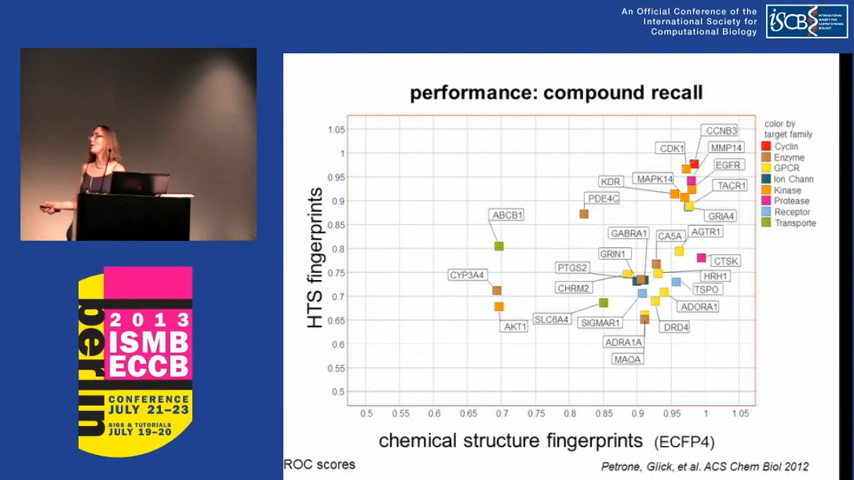 An Official Conference of the
International Society for
Computational Biology
ISCB
INTERNATIONAL
SOCIETY FOR
COMPUTATIONAL
BIOLOGY
performance: compound recall
color by
target family
Cyclin
Enzyme
GPCR
Ion Chann
Kinase
Protease
Receptor
Transporte
HTS fingerprints
1.05
1
0.95
0.9
0.85
0.8
0.75
0.7
0.65
0.6
0.55
0.5
CCNB3
CDK1
MMP14
EGFR
KDR
MAPK14
TACR1
PDE4C
GRIA4
ABCB1
GABRA1
CA5A
AGTR1
GRIN1
CTSK
PTGS2
CYP3A4
HRH1
CHRM2
TSPO
ADORA1
SLC6A4
SIGMAR1
AKT1
DRD4
ADRA1A
MAOA
0.5 0.55 0.6 0.65 0.7 0.75 0.8 0.85 0.9 0.95 1 1.05
chemical structure fingerprints (ECFP4)
ROC scores
Petrone, Glick, et al. ACS Chem Biol 2012
berlin
2013
ISMB
ECCB
CONFERENCE
JULY 21–23
SIGS & TUTORIALS
JULY 19–20